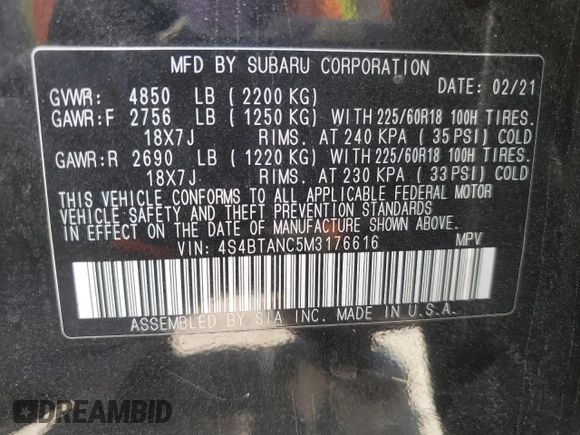 MFD BY SUBARU CORPORATION
DATE: 02/21
GVWR: 4850 LB (2200 KG)
GAWR:F 2756 LB (1250 KG) WITH 225/60R18 100H TIRES.
18X7J RIMS. AT 240 KPA (35 PSI) COLD
GAWR:R 2690 LB (1220 KG) WITH 225/60R18 100H TIRES.
18X7J RIMS. AT 230 KPA (33 PSI) COLD
THIS VEHICLE CONFORMS TO ALL APPLICABLE FEDERAL MOTOR
VEHICLE SAFETY AND THEFT PREVENTION STANDARDS
IN EFFECT ON THE DATE OF MANUFACTURE SHOWN ABOVE.
VIN: 4S4BTANC5M3176616 MPV
ASSEMBLED BY SIA INC. MADE IN U.S.A.
DREAMBID